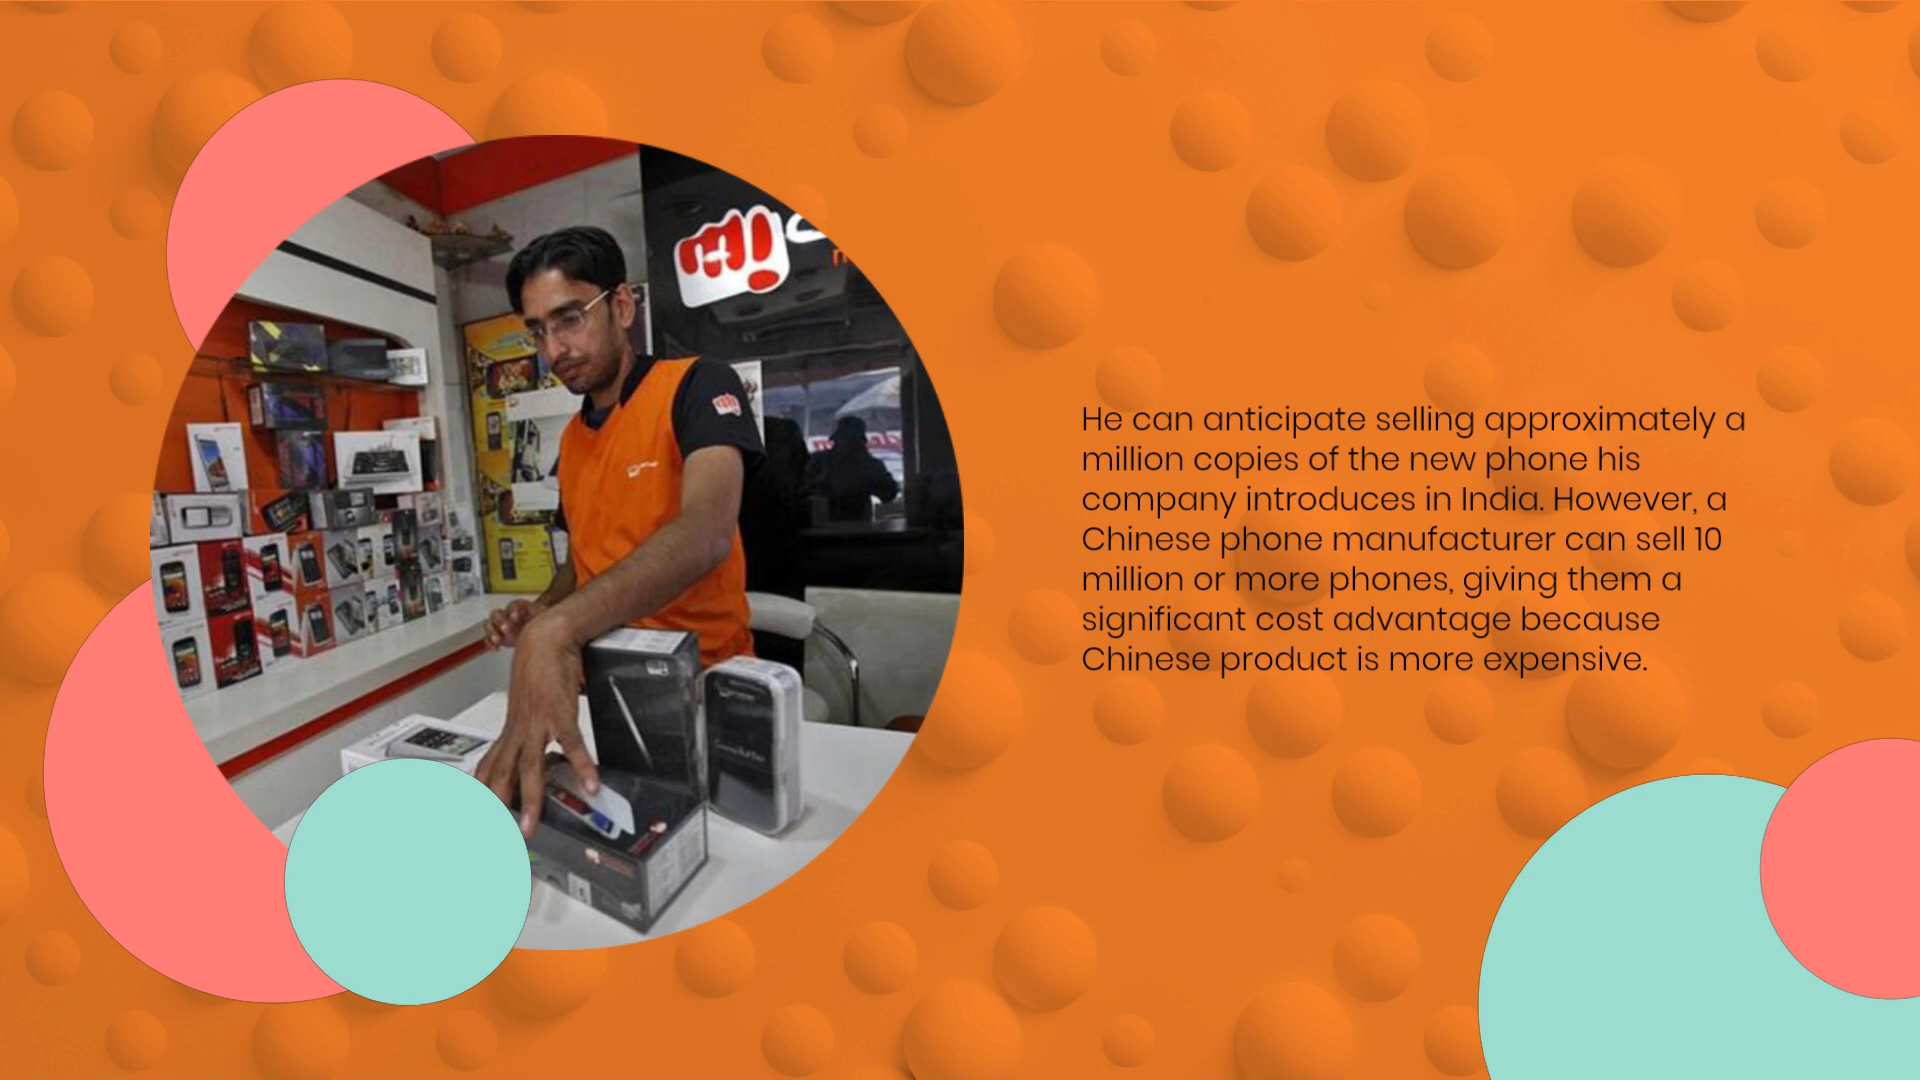 He can anticipate selling approximately a
million copies of the new phone his
company introduces in India. However, a
Chinese phone manufacturer can sell 10
million or more phones, giving them a
significant cost advantage because
Chinese product is more expensive.